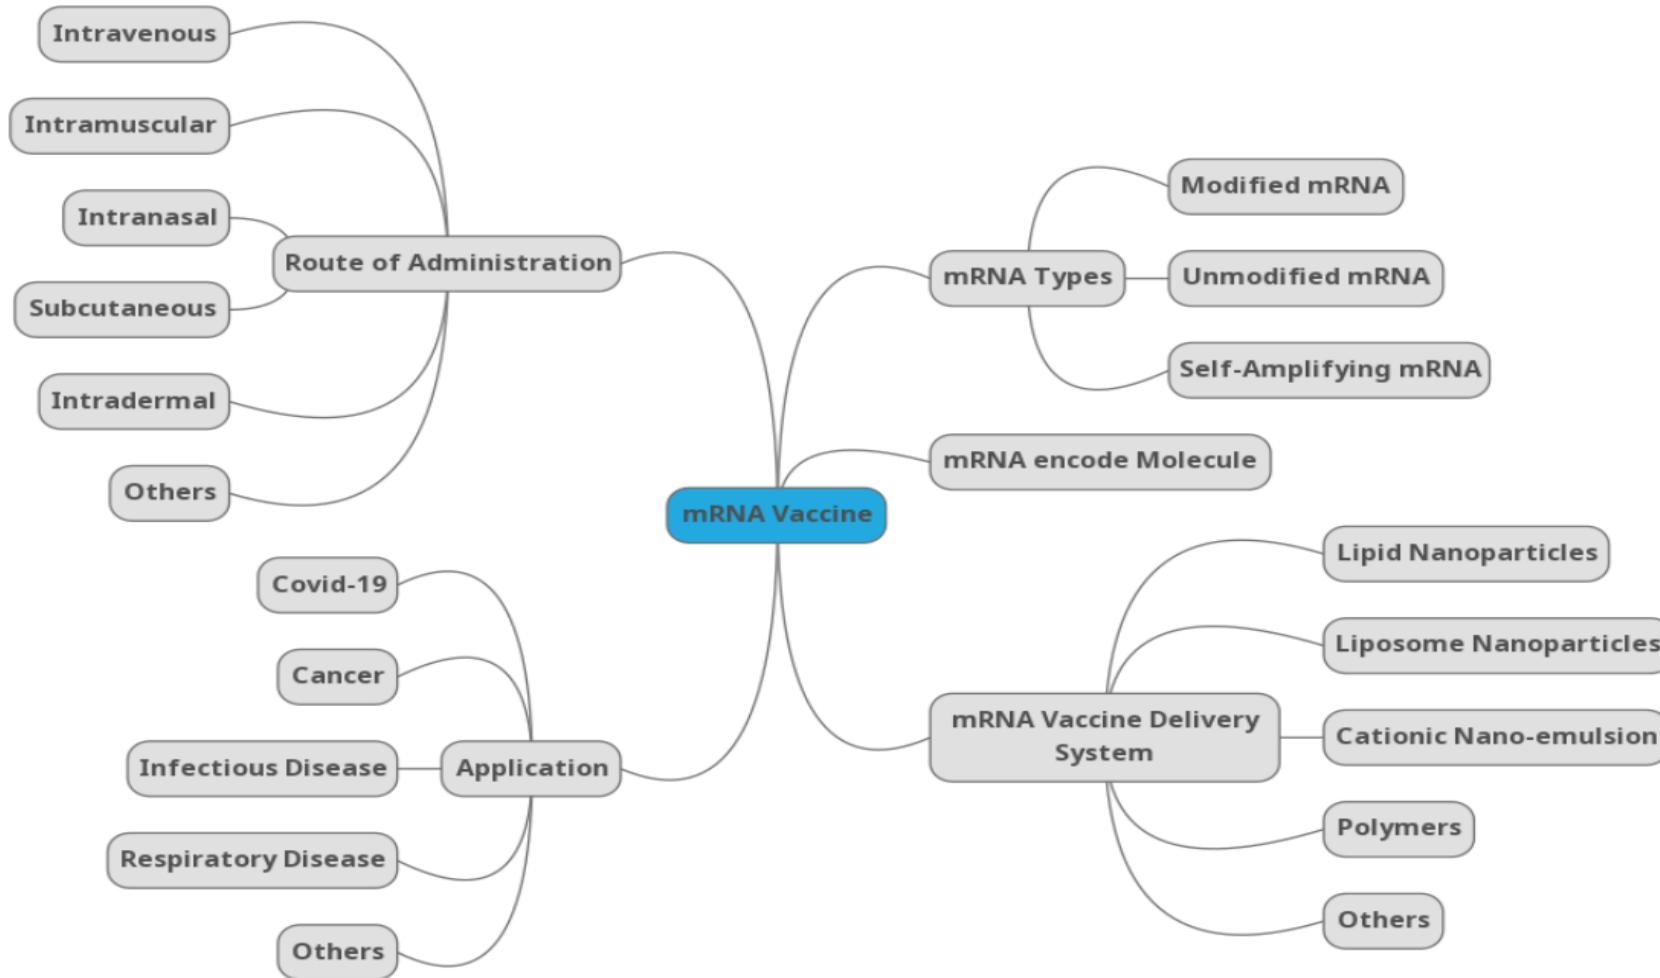 Intravenous
Intramuscular
Intranasal
Subcutaneous
Intradermal
Others
Route of Administration
Covid-19
Cancer
Infectious Disease
Respiratory Disease
Others
Application
mRNA Vaccine
mRNA Types
Modified mRNA
Unmodified mRNA
Self-Amplifying mRNA
mRNA encode Molecule
mRNA Vaccine Delivery
System
Lipid Nanoparticles
Liposome Nanoparticles
Cationic Nano-emulsion
Polymers
Others